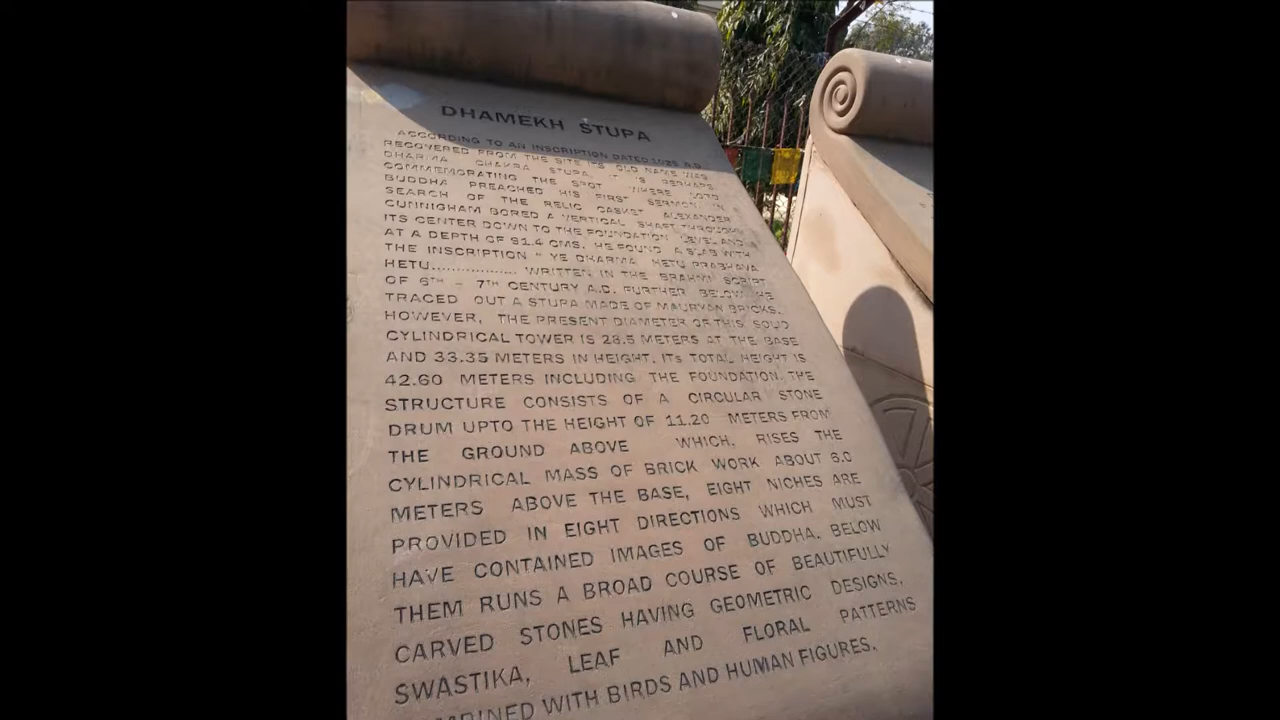 DHAMEKH STUPA
ACCORDING TO AN INSCRIPTION DATED 1026 A.D.
RECOVERED FROM THE SITE ITS OLD NAME WAS
DHARMA CHAKRA STUPA. IT IS PERHAPS
COMMEMORATING THE SPOT WHERE LORD
BUDDHA PREACHED HIS FIRST SERMON. IN
SEARCH OF THE RELIC CASKET ALEXANDER
CUNNIGHAM BORED A VERTICAL SHAFT THROUGH
ITS CENTER DOWN TO THE FOUNDATION LEVEL AND
AT A DEPTH OF 91.4 CMS. HE FOUND A SLAB WITH
THE INSCRIPTION " YE DHARMA HETU PRABHAVA
HETU.................. WRITTEN IN THE BRAHMI SCRIPT
OF 6TH - 7TH CENTURY A.D. FURTHER BELOW HE
TRACED OUT A STUPA MADE OF MAURYAN BRICKS.
HOWEVER, THE PRESENT DIAMETER OF THIS SOLID
CYLINDRICAL TOWER IS 28.5 METERS AT THE BASE
AND 33.35 METERS IN HEIGHT. ITs TOTAL HEIGHT IS
42.60 METERS INCLUDING THE FOUNDATION. THE
STRUCTURE CONSISTS OF A CIRCULAR STONE
DRUM UPTO THE HEIGHT OF 11.20 METERS FROM
THE GROUND ABOVE WHICH. RISES THE
CYLINDRICAL MASS OF BRICK WORK ABOUT 6.0
METERS ABOVE THE BASE, EIGHT NICHES ARE
PROVIDED IN EIGHT DIRECTIONS WHICH MUST
HAVE CONTAINED IMAGES OF BUDDHA. BELOW
THEM RUNS A BROAD COURSE OF BEAUTIFULLY
CARVED STONES HAVING GEOMETRIC DESIGNS,
SWASTIKA, LEAF AND FLORAL PATTERNS
WITH BIRDS AND HUMAN FIGURES.